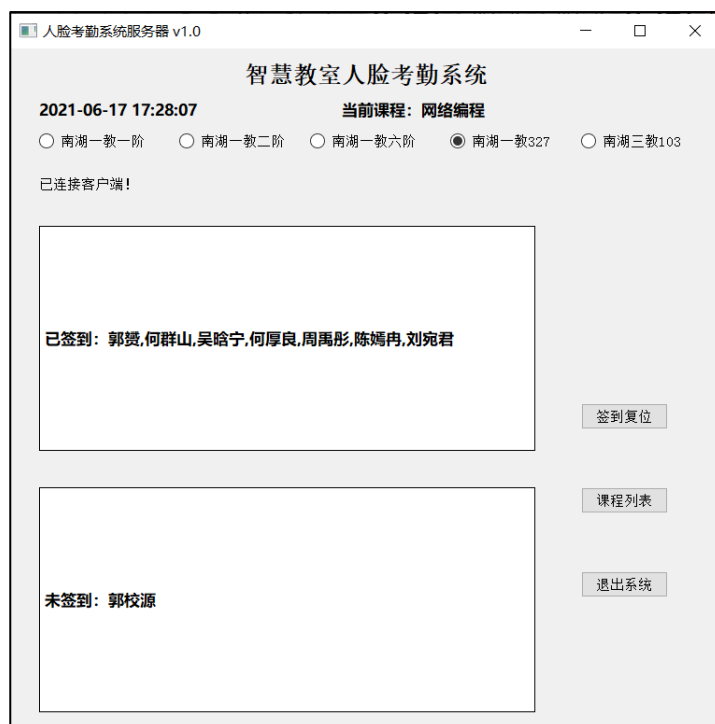 人脸考勤系统服务器 v1.0
智慧教室人脸考勤系统
2021-06-17 17:28:07 当前课程：网络编程
南湖一教一阶 南湖一教二阶 南湖一教六阶 南湖一教327 南湖三教103
已连接客户端！
已签到：郭赟,何群山,吴晗宁,何厚良,周禹彤,陈嫣冉,刘宛君
签到复位
课程列表
退出系统
未签到：郭校源